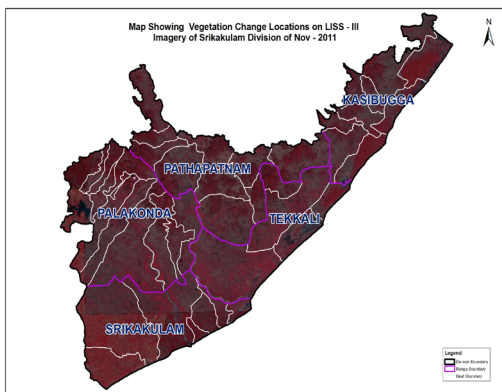 Map Showing Vegetation Change Locations on LISS - III
Imagery of Srikakulam Division of Nov - 2011
N
KASIBUGGA
PATHAPATNAM
PALAKONDA
TEKKALI
SRIKAKULAM
Legend
Division Boundary
Range Boundary
Beat Boundary